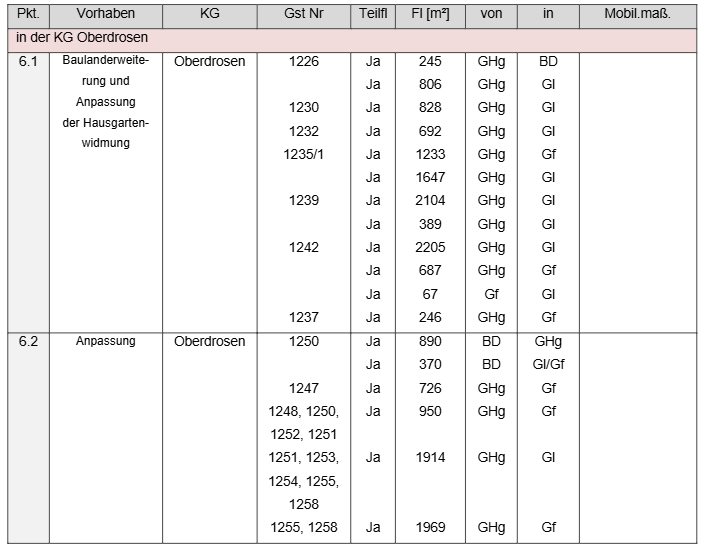 Pkt. Vorhaben KG Gst Nr Teilfl Fl [m²] von in Mobil.maß.
in der KG Oberdrosen
6.1 Baulanderweite- Oberdrosen 1226 Ja 245 GHg BD
rung und Ja 806 GHg Gl
Anpassung 1230 Ja 828 GHg Gl
der Hausgarten- 1232 Ja 692 GHg Gl
widmung 1235/1 Ja 1233 GHg Gf
Ja 1647 GHg Gl
1239 Ja 2104 GHg Gl
Ja 389 GHg Gl
1242 Ja 2205 GHg Gl
Ja 687 GHg Gf
Ja 67 Gf Gl
1237 Ja 246 GHg Gf
6.2 Anpassung Oberdrosen 1250 Ja 890 BD GHg
Ja 370 BD Gl/Gf
1247 Ja 726 GHg Gf
1248, 1250, Ja 950 GHg Gf
1252, 1251
1251, 1253, Ja 1914 GHg Gl
1254, 1255,
1258
1255, 1258 Ja 1969 GHg Gf